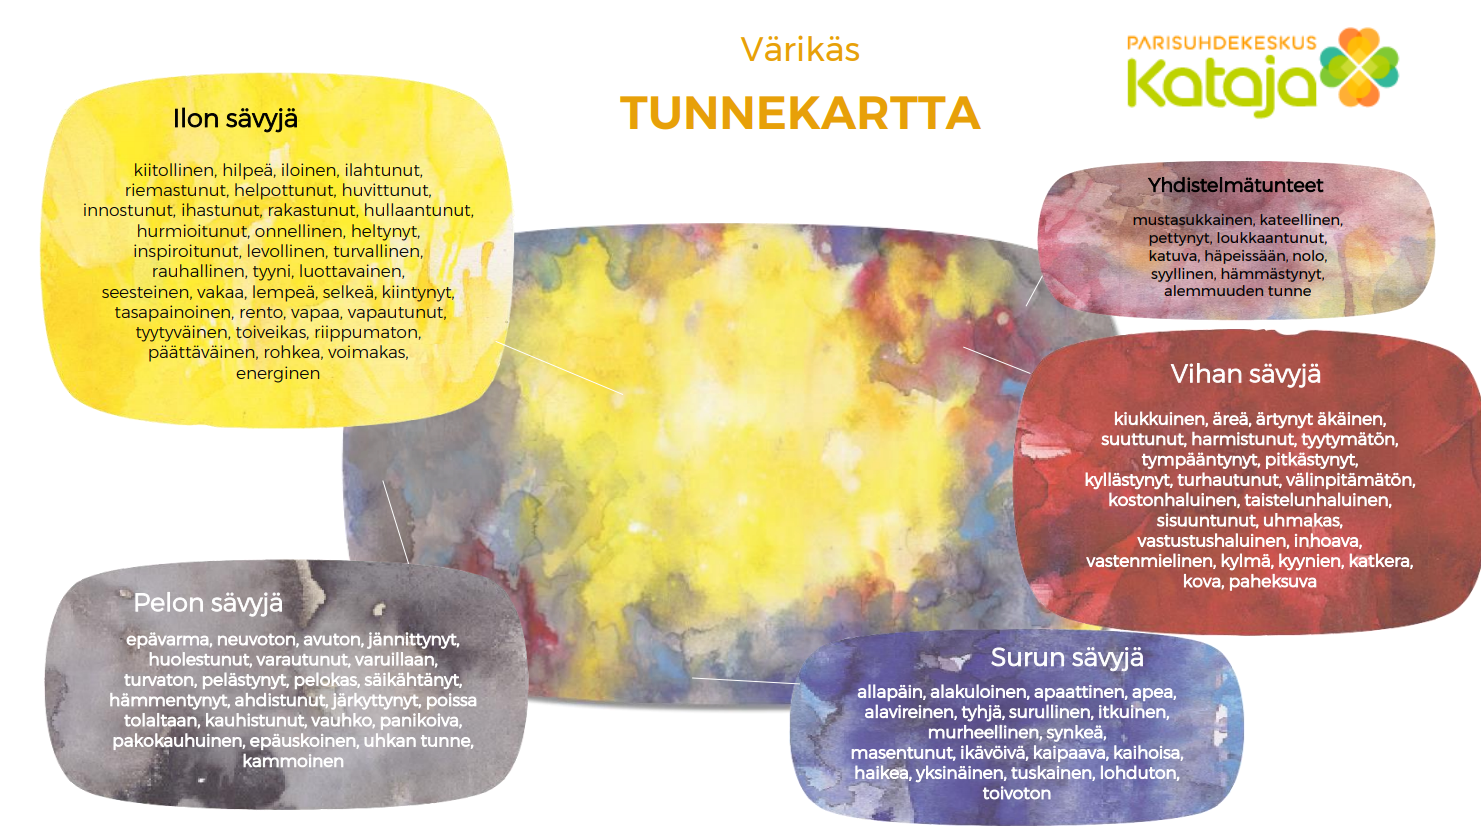 Värikäs
TUNNEKARTTA
PARISUHDEKESKUS
Kataja
Ilon sävyjä
kiitollinen, hilpeä, iloinen, ilahtunut,
riemastunut, helpottunut, huvittunut,
innostunut, ihastunut, rakastunut, hullaantunut,
hurmioitunut, onnellinen, heltynyt,
inspiroitunut, levollinen, turvallinen,
rauhallinen, tyyni, luottavainen,
seesteinen, vakaa, lempeä, selkeä, kiintynyt,
tasapainoinen, rento, vapaa, vapautunut,
tyytyväinen, toiveikas, riippumaton,
päättäväinen, rohkea, voimakas,
energinen
Yhdistelmätunteet
mustasukkainen, kateellinen,
pettynyt, loukkaantunut,
katuva, häpeissään, nolo,
syyllinen, hämmästynyt,
alemmuuden tunne
Vihan sävyjä
kiukkuinen, äreä, ärtynyt äkäinen,
suuttunut, harmistunut, tyytymätön,
tympääntynyt, pitkästynyt,
kyllästynyt, turhautunut, välinpitämätön,
kostonhaluinen, taistelunhaluinen,
sisuuntunut, uhmakas,
vastustushaluinen, inhoava,
vastenmielinen, kylmä, kyynien, katkera,
kova, paheksuva
Pelon sävyjä
epävarma, neuvoton, avuton, jännittynyt,
huolestunut, varautunut, varuillaan,
turvaton, pelästynyt, pelokas, säikähtänyt,
hämmentynyt, ahdistunut, järkyttynyt, poissa
tolaltaan, kauhistunut, vauhko, panikoiva,
pakokauhuinen, epäuskoinen, uhkan tunne,
kammoinen
Surun sävyjä
allapäin, alakuloinen, apaattinen, apea,
alavireinen, tyhjä, surullinen, itkuinen,
murheellinen, synkeä,
masentunut, ikävöivä, kaipaava, kaihoisa,
haikea, yksinäinen, tuskainen, lohduton,
toivoton